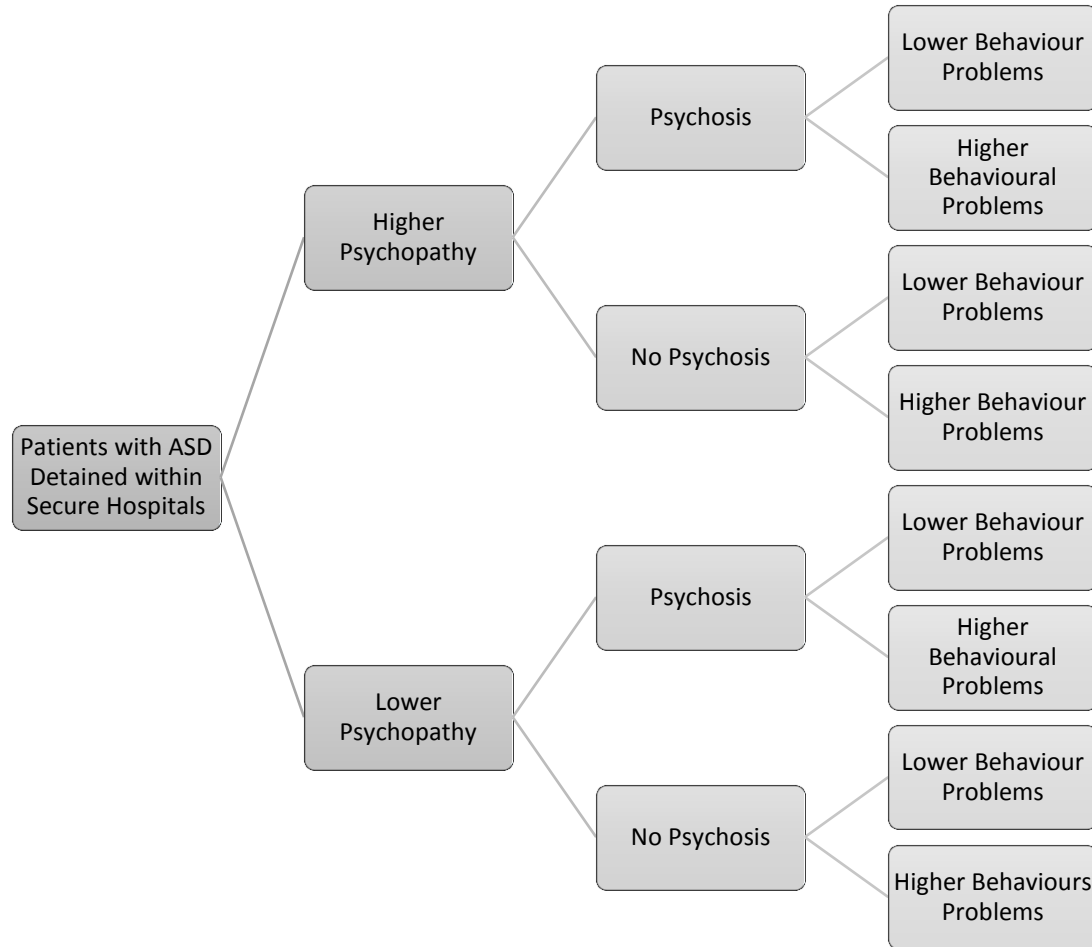 Lower Behaviour
Problems
Psychosis
Higher
Behavioural
Problems
Higher
Psychopathy
Lower Behaviour
Problems
No Psychosis
Higher Behaviour
Problems
Patients with ASD
Detained within
Secure Hospitals
Lower Behaviour
Problems
Psychosis
Higher
Behavioural
Problems
Lower
Psychopathy
Lower Behaviour
Problems
No Psychosis
Higher Behaviours
Problems